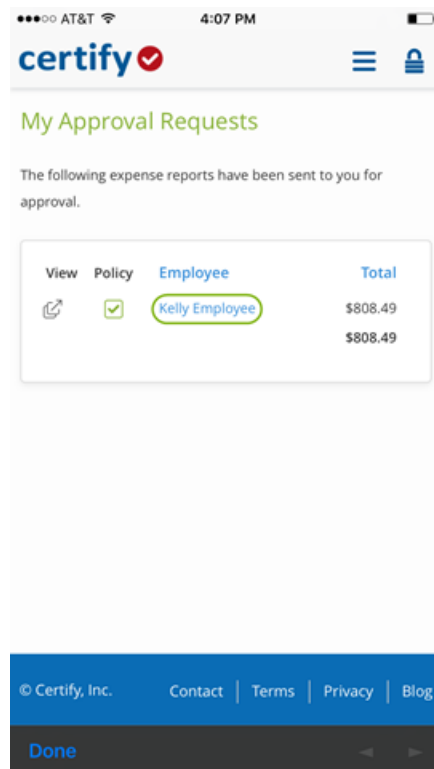 AT&T 4:07 PM
certify
My Approval Requests
The following expense reports have been sent to you for
approval.
View Policy Employee Total
Kelly Employee $808.49
$808.49
© Certify, Inc. Contact | Terms | Privacy | Blog
Done